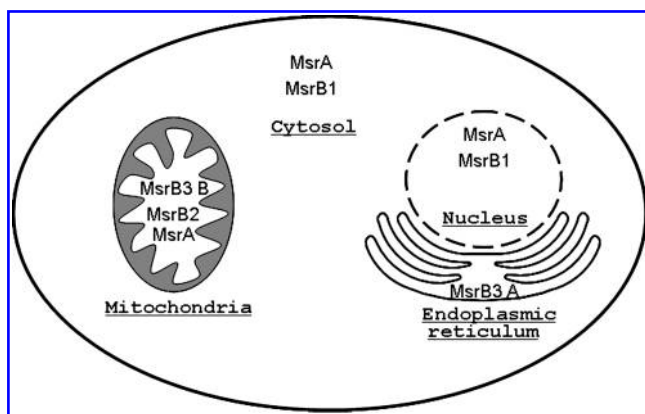 MsrA
MsrB1
Cytosol
MsrB3 B
MsrB2
MsrA
Mitochondria
MsrA
MsrB1
Nucleus
MsrB3 A
Endoplasmic
reticulum